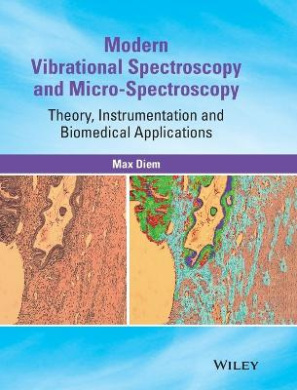 Modern
Vibrational Spectroscopy
and Micro-Spectroscopy
Theory, Instrumentation and
Biomedical Applications
Max Diem
WILEY